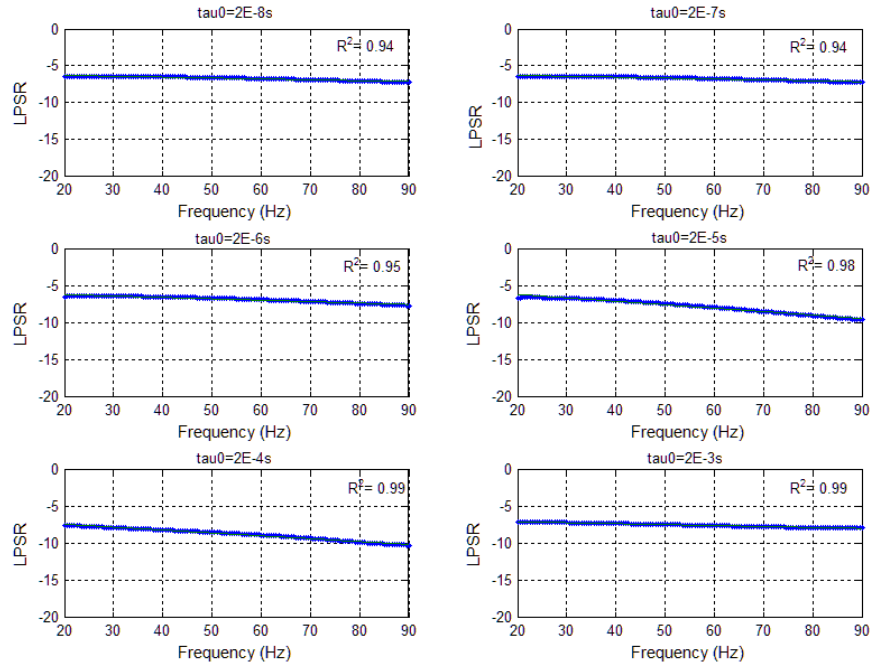 tau0=2E-8s
R²= 0.94
LPSR
0
-5
-10
-15
-20
20 30 40 50 60 70 80 90
Frequency (Hz)
tau0=2E-7s
R²= 0.94
LPSR
0
-5
-10
-15
-20
20 30 40 50 60 70 80 90
Frequency (Hz)
tau0=2E-6s
R²= 0.95
LPSR
0
-5
-10
-15
-20
20 30 40 50 60 70 80 90
Frequency (Hz)
tau0=2E-5s
R²= 0.98
LPSR
0
-5
-10
-15
-20
20 30 40 50 60 70 80 90
Frequency (Hz)
tau0=2E-4s
R²= 0.99
LPSR
0
-5
-10
-15
-20
20 30 40 50 60 70 80 90
Frequency (Hz)
tau0=2E-3s
R²= 0.99
LPSR
0
-5
-10
-15
-20
20 30 40 50 60 70 80 90
Frequency (Hz)